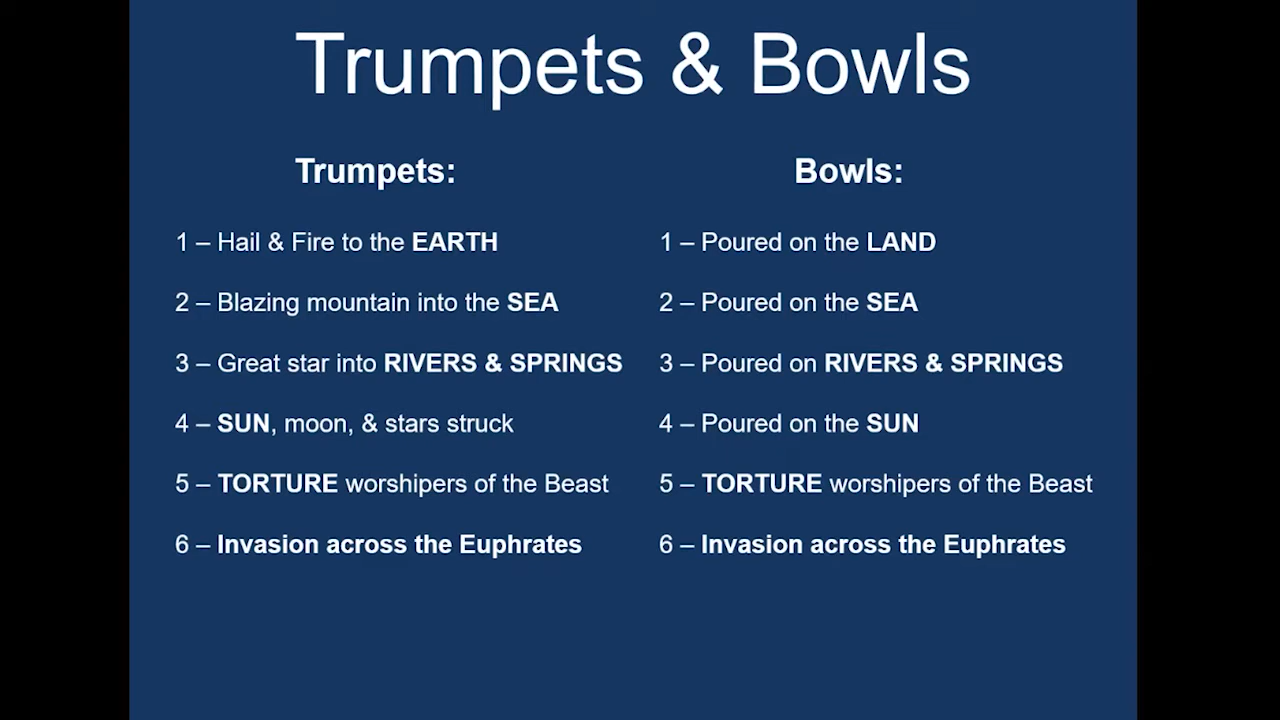 Trumpets & Bowls
Trumpets:
1 – Hail & Fire to the EARTH
2 – Blazing mountain into the SEA
3 – Great star into RIVERS & SPRINGS
4 – SUN, moon, & stars struck
5 – TORTURE worshipers of the Beast
6 – Invasion across the Euphrates
Bowls:
1 – Poured on the LAND
2 – Poured on the SEA
3 – Poured on RIVERS & SPRINGS
4 – Poured on the SUN
5 – TORTURE worshipers of the Beast
6 – Invasion across the Euphrates